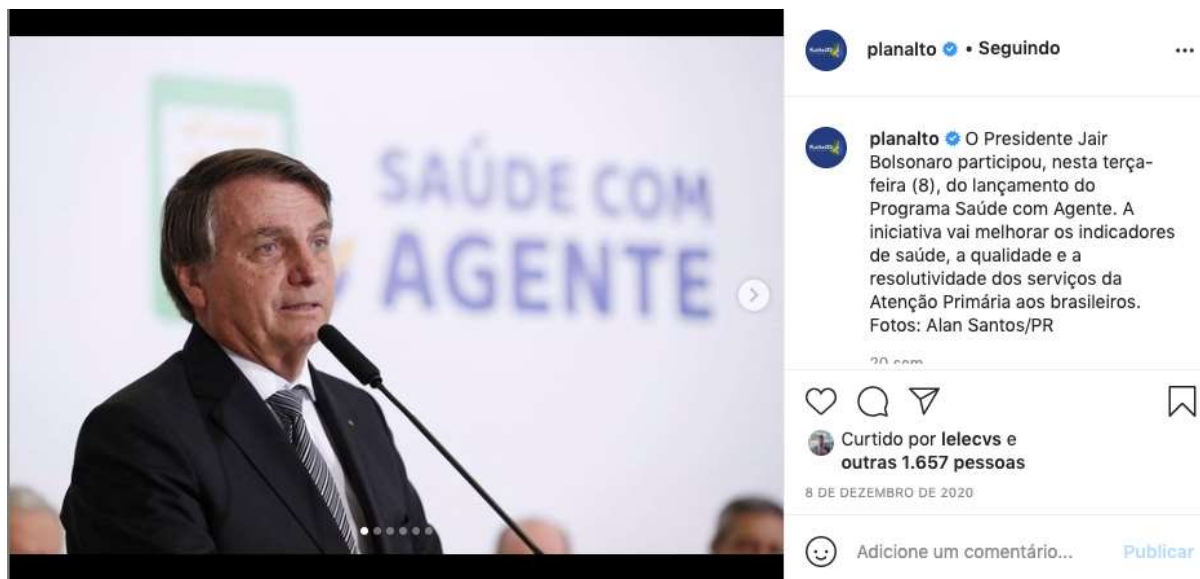 SAÚDE COM
AGENTE
planalto • Seguindo
planalto O Presidente Jair
Bolsonaro participou, nesta terça-
feira (8), do lançamento do
Programa Saúde com Agente. A
iniciativa vai melhorar os indicadores
de saúde, a qualidade e a
resolutividade dos serviços da
Atenção Primária aos brasileiros.
Fotos: Alan Santos/PR
20 sem
Curtido por lelecvs e
outras 1.657 pessoas
8 DE DEZEMBRO DE 2020
Adicione um comentário... Publicar